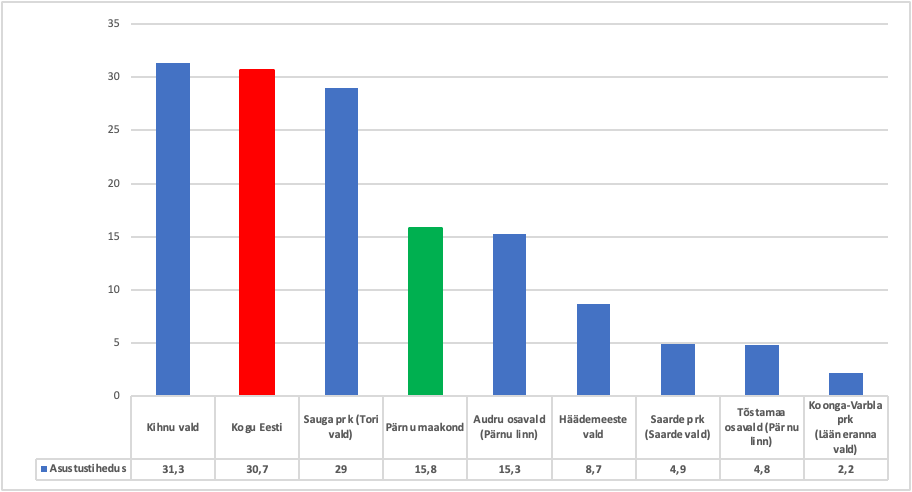 35
30
25
20
15
10
5
0
Kihnu vald
Kogu Eesti
Sauga prk (Tori
vald)
Pärnumaakond
Audru osavald
(Pärnu linn)
Häädemeeste
vald
Saarde prk
(Saarde vald)
Tõstamaa
osavald (Pärnu
linn)
Koonga-Varbla
prk
(Lääneranna
vald)
Asustustihedus 31,3 30,7 29 15,8 15,3 8,7 4,9 4,8 2,2